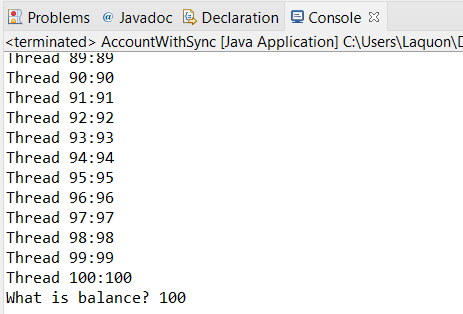 Problems @ Javadoc Declaration Console
<terminated> AccountWithSync [Java Application] C:\Users\Laquon\D
Thread 89:89
Thread 90:90
Thread 91:91
Thread 92:92
Thread 93:93
Thread 94:94
Thread 95:95
Thread 96:96
Thread 97:97
Thread 98:98
Thread 99:99
Thread 100:100
What is balance? 100